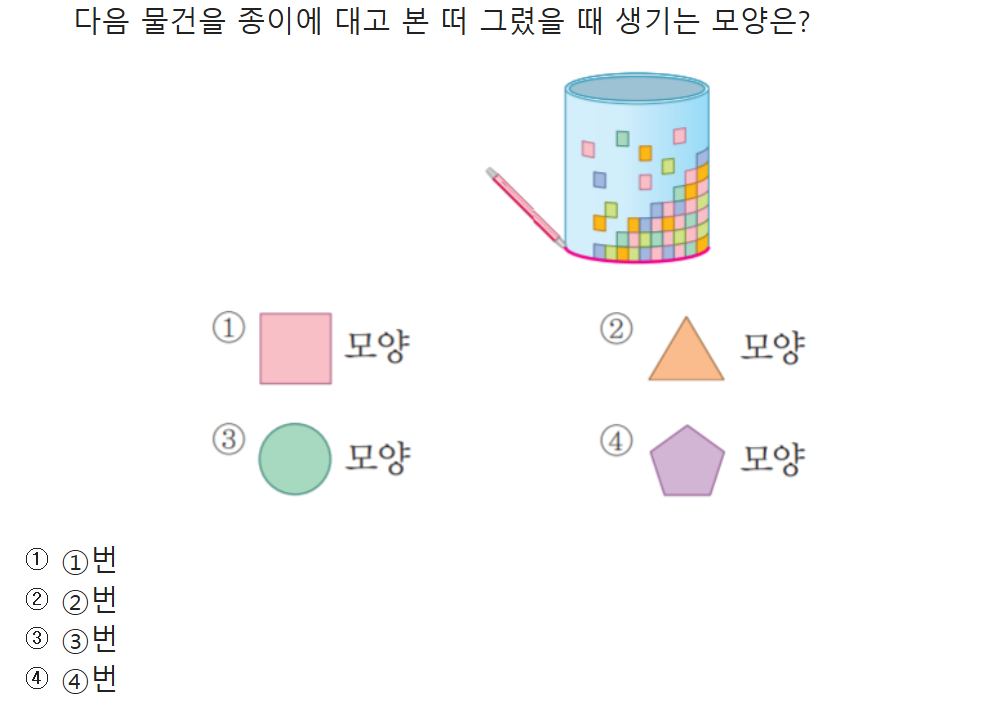 다음 물건을 종이에 대고 본 떠 그렸을 때 생기는 모양은?
① 모양 ② 모양
③ 모양 ④ 모양
① ①번
② ②번
③ ③번
④ ④번